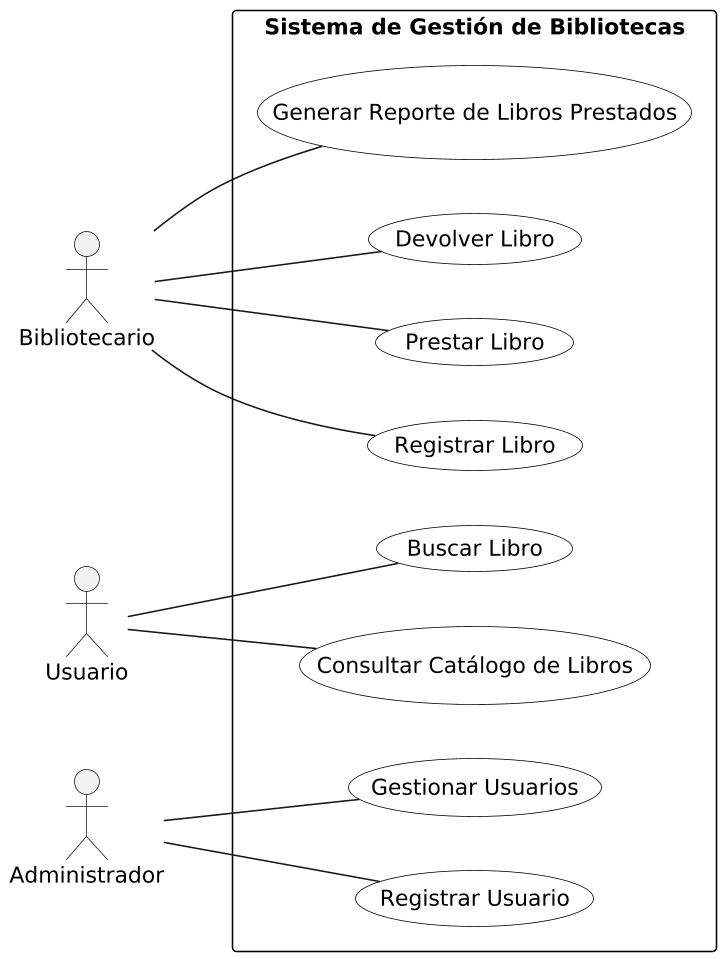 Sistema de Gestión de Bibliotecas
Generar Reporte de Libros Prestados
Devolver Libro
Bibliotecario
Prestar Libro
Registrar Libro
Buscar Libro
Usuario
Consultar Catálogo de Libros
Gestionar Usuarios
Administrador
Registrar Usuario